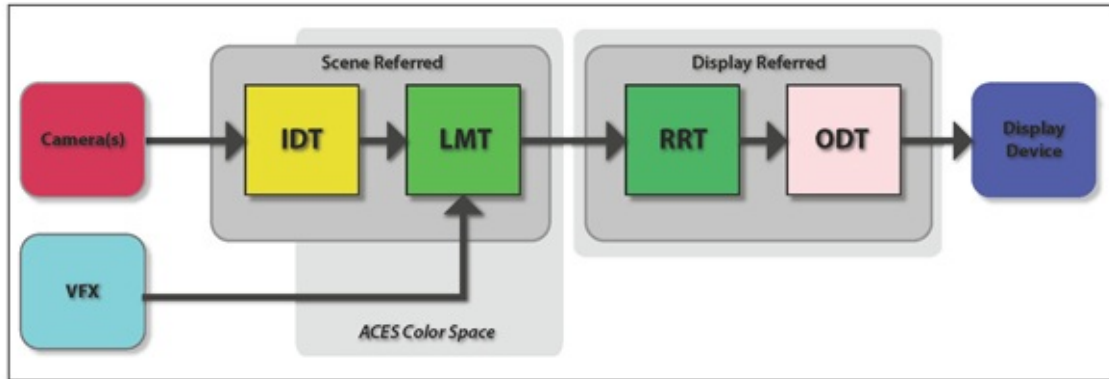 Scene Referred
Display Referred
Camera(s)
IDT
LMT
RRT
ODT
Display
Device
VFX
ACES Color Space